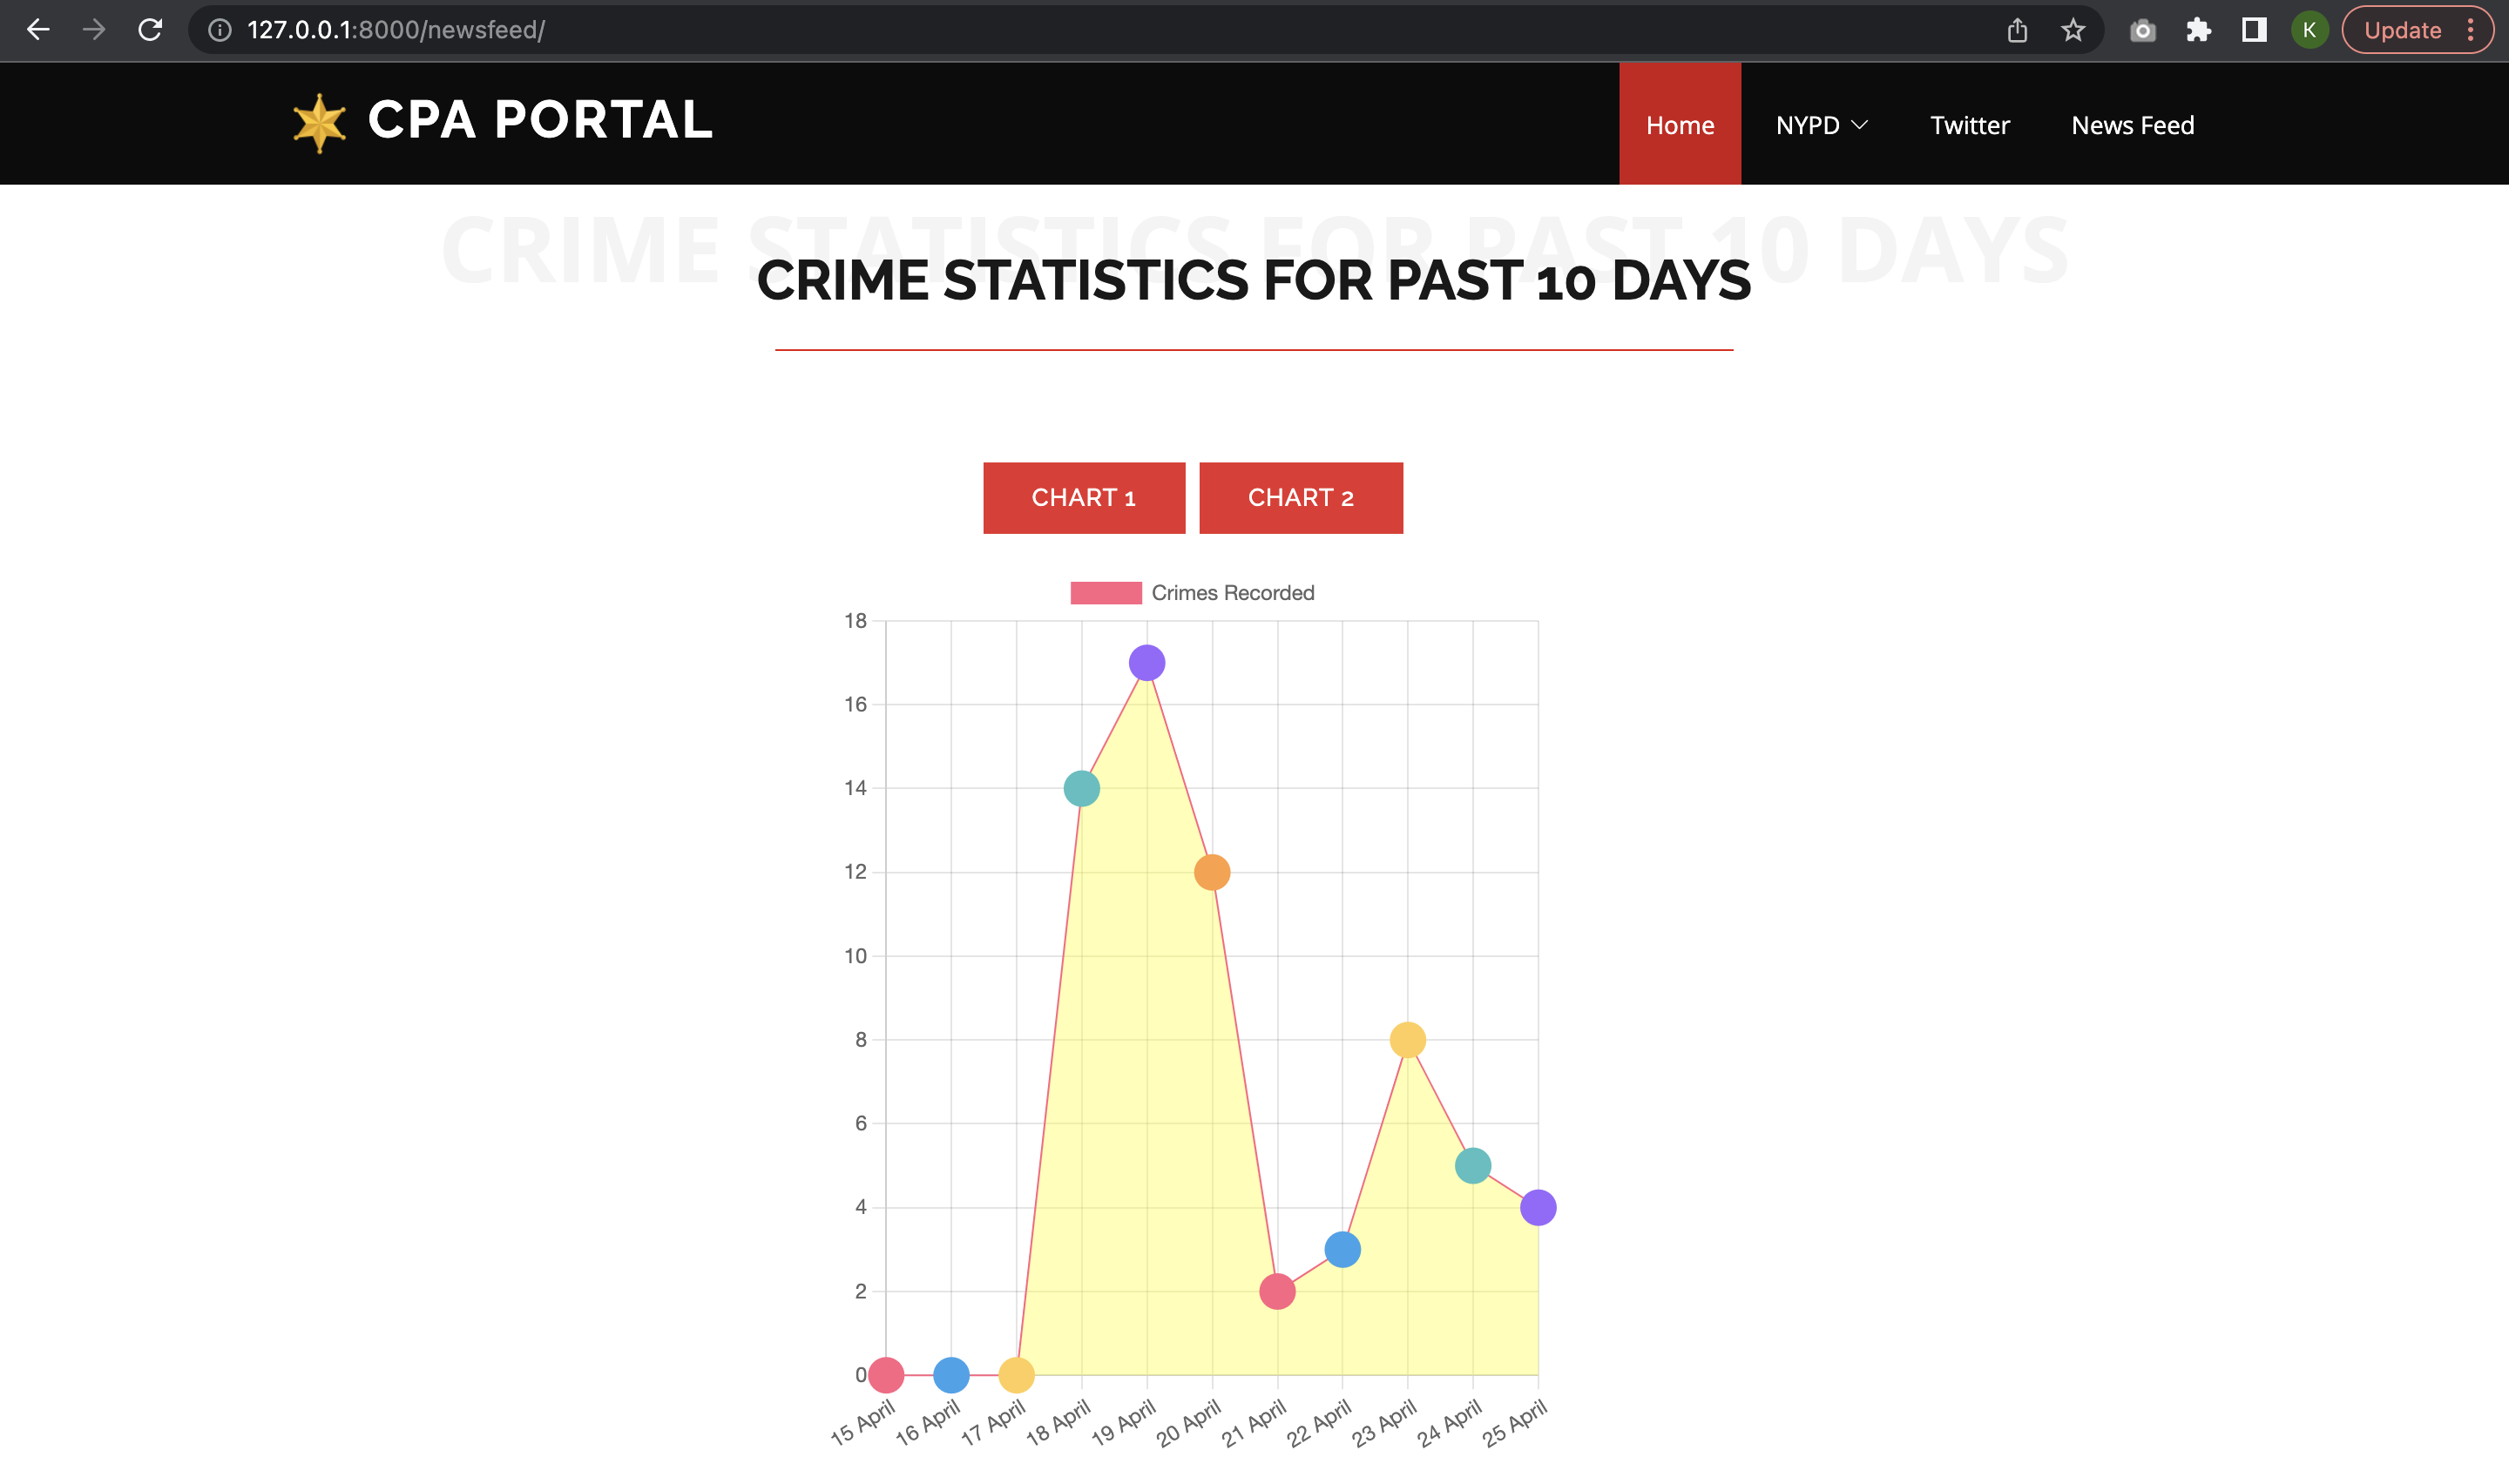 127.0.0.1:8000/newsfeed/
K
Update
CPA PORTAL
Home
NYPD
Twitter
News Feed
CRIME STATISTICS FOR PAST 10 DAYS
CRIME STATISTICS FOR PAST 10 DAYS
CHART 1
CHART 2
Crimes Recorded
18
16
14
12
10
8
6
4
2
0
15 April
16 April
17 April
18 April
19 April
20 April
21 April
22 April
23 April
24 April
25 April